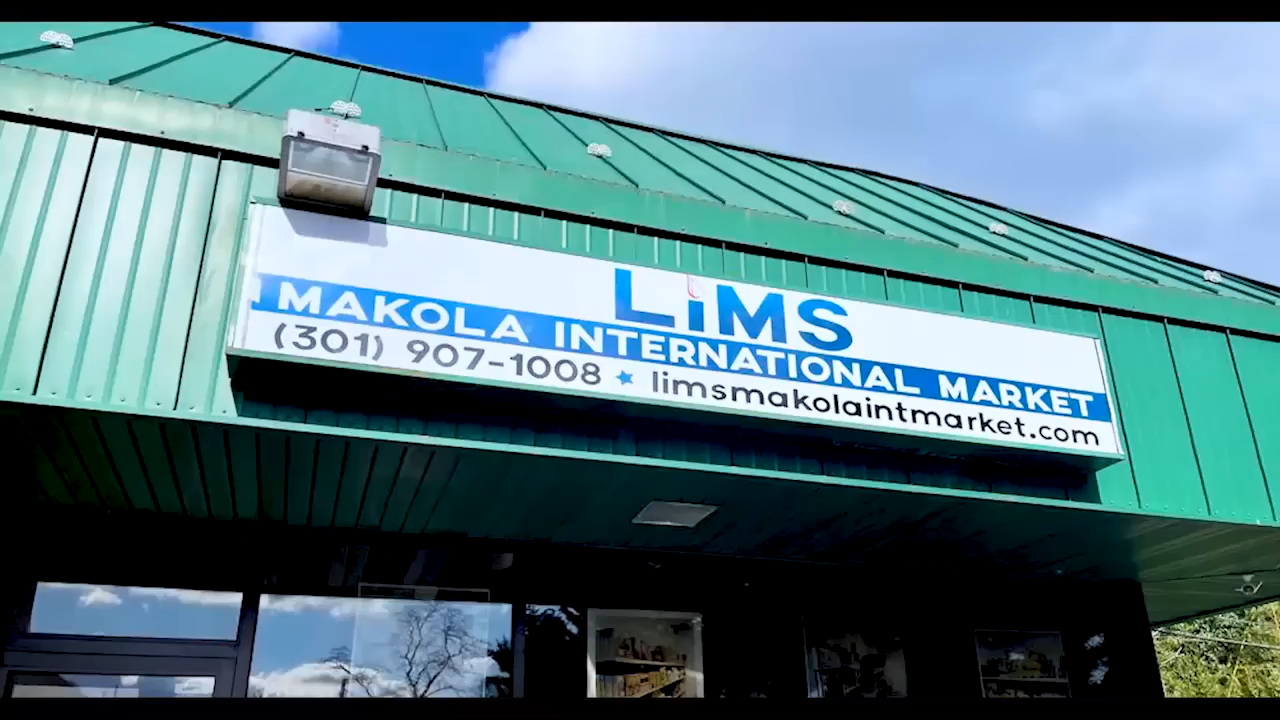 LiMS
MAKOLA INTERNATIONAL MARKET
(301) 907-1008 ★ limsmakolaintmarket.com